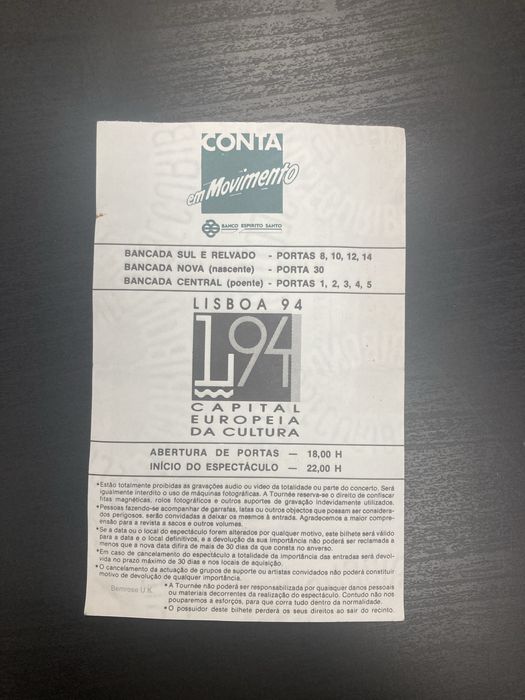 CONTA
em Movimento
BANCO ESPIRITO SANTO
BANCADA SUL E RELVADO - PORTAS 8, 10, 12, 14
BANCADA NOVA (nascente) - PORTA 30
BANCADA CENTRAL (poente) - PORTAS 1, 2, 3, 4, 5
LISBOA 94
L94
CAPITAL
EUROPEIA
DA CULTURA
ABERTURA DE PORTAS — 18,00 H
INÍCIO DO ESPECTÁCULO — 22,00 H
*Estão totalmente proibidas as gravações audio ou video da totalidade ou parte do concerto. Será
igualmente interdito o uso de máquinas fotográficas. A Tournée reserva-se o direito de confiscar
fitas magnéticas, rolos fotográficos e outros suportes de gravação indevidamente utilizados.
*Pessoas fazendo-se acompanhar de garrafas, latas ou outros objectos que possam ser considera-
dos perigosos, serão convidadas a deixar os mesmos à entrada. Agradecemos a maior compre-
ensão para a revista a sacos e outros volumes.
*Se a data ou o local do espectáculo forem alterados por qualquer motivo, este bilhete será válido
para a data e o local definitivos, e a devolução da sua importância não poderá ser reclamada a
menos que a nova data difira de mais de 30 dias da que consta no anverso.
*Em caso de cancelamento do espectáculo a totalidade da importância das entradas será devol-
vida no prazo máximo de 30 dias e nos locais de aquisição.
*O cancelamento da actuação de grupos de suporte ou artistas convidados não poderá constituir
motivo de devolução de qualquer importância.
*A Tournée não poderá ser responsabilizada por quaisquer danos pessoais
Bemrose U.K.
ou materiais decorrentes da realização do espectáculo. Contudo não nos
pouparemos a esforços, para que corra tudo dentro da normalidade.
*O possuidor deste bilhete perderá os seus direitos ao sair do recinto.